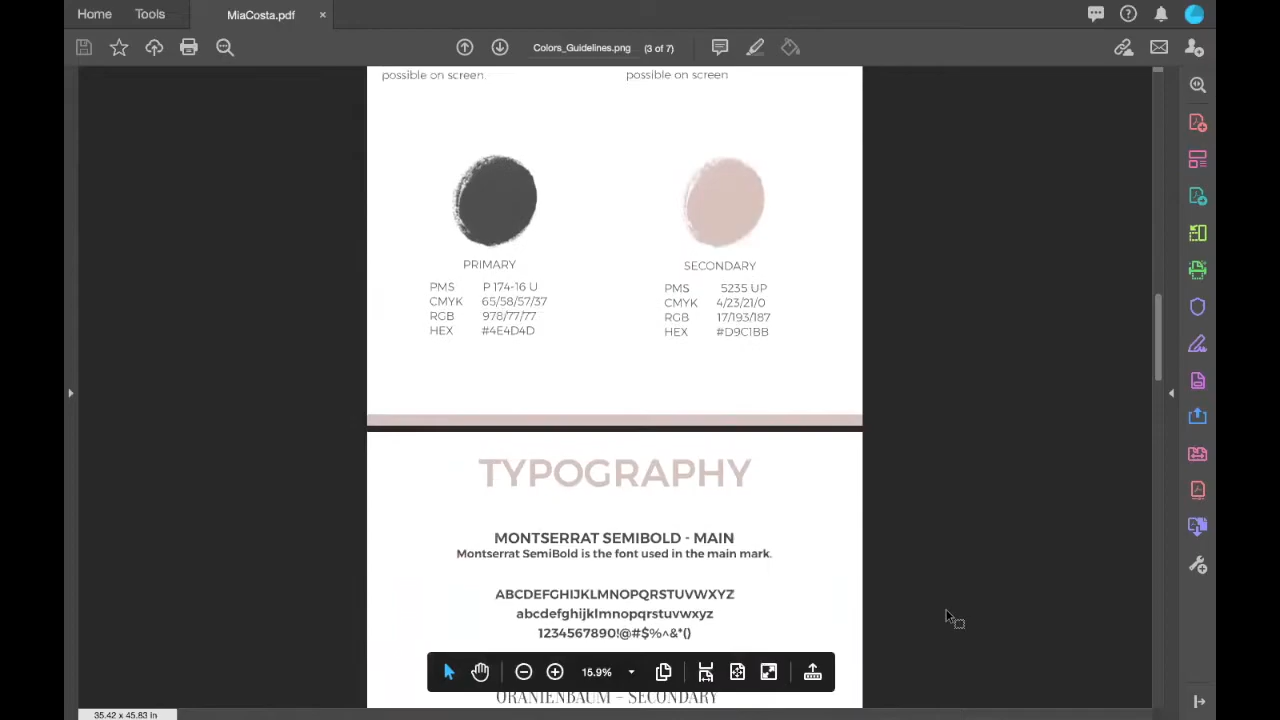 Home Tools MiaCosta.pdf ×
Colors_Guidelines.png (3 of 7)
possible on screen. possible on screen
PRIMARY
PMS P 174-16 U
CMYK 65/58/57/37
RGB 978/77/77
HEX #4E4D4D
SECONDARY
PMS 5235 UP
CMYK 4/23/21/0
RGB 17/193/187
HEX #D9C1BB
TYPOGRAPHY
MONTSERRAT SEMIBOLD - MAIN
Montserrat SemiBold is the font used in the main mark.
ABCDEFGHIJKLMNOPQRSTUVWXYZ
abcdefghijklmnopqrstuvwxyz
1234567890!@#$%^&*()
15.9%
ORANIENBAUM – SECONDARY
35.42 x 45.83 in